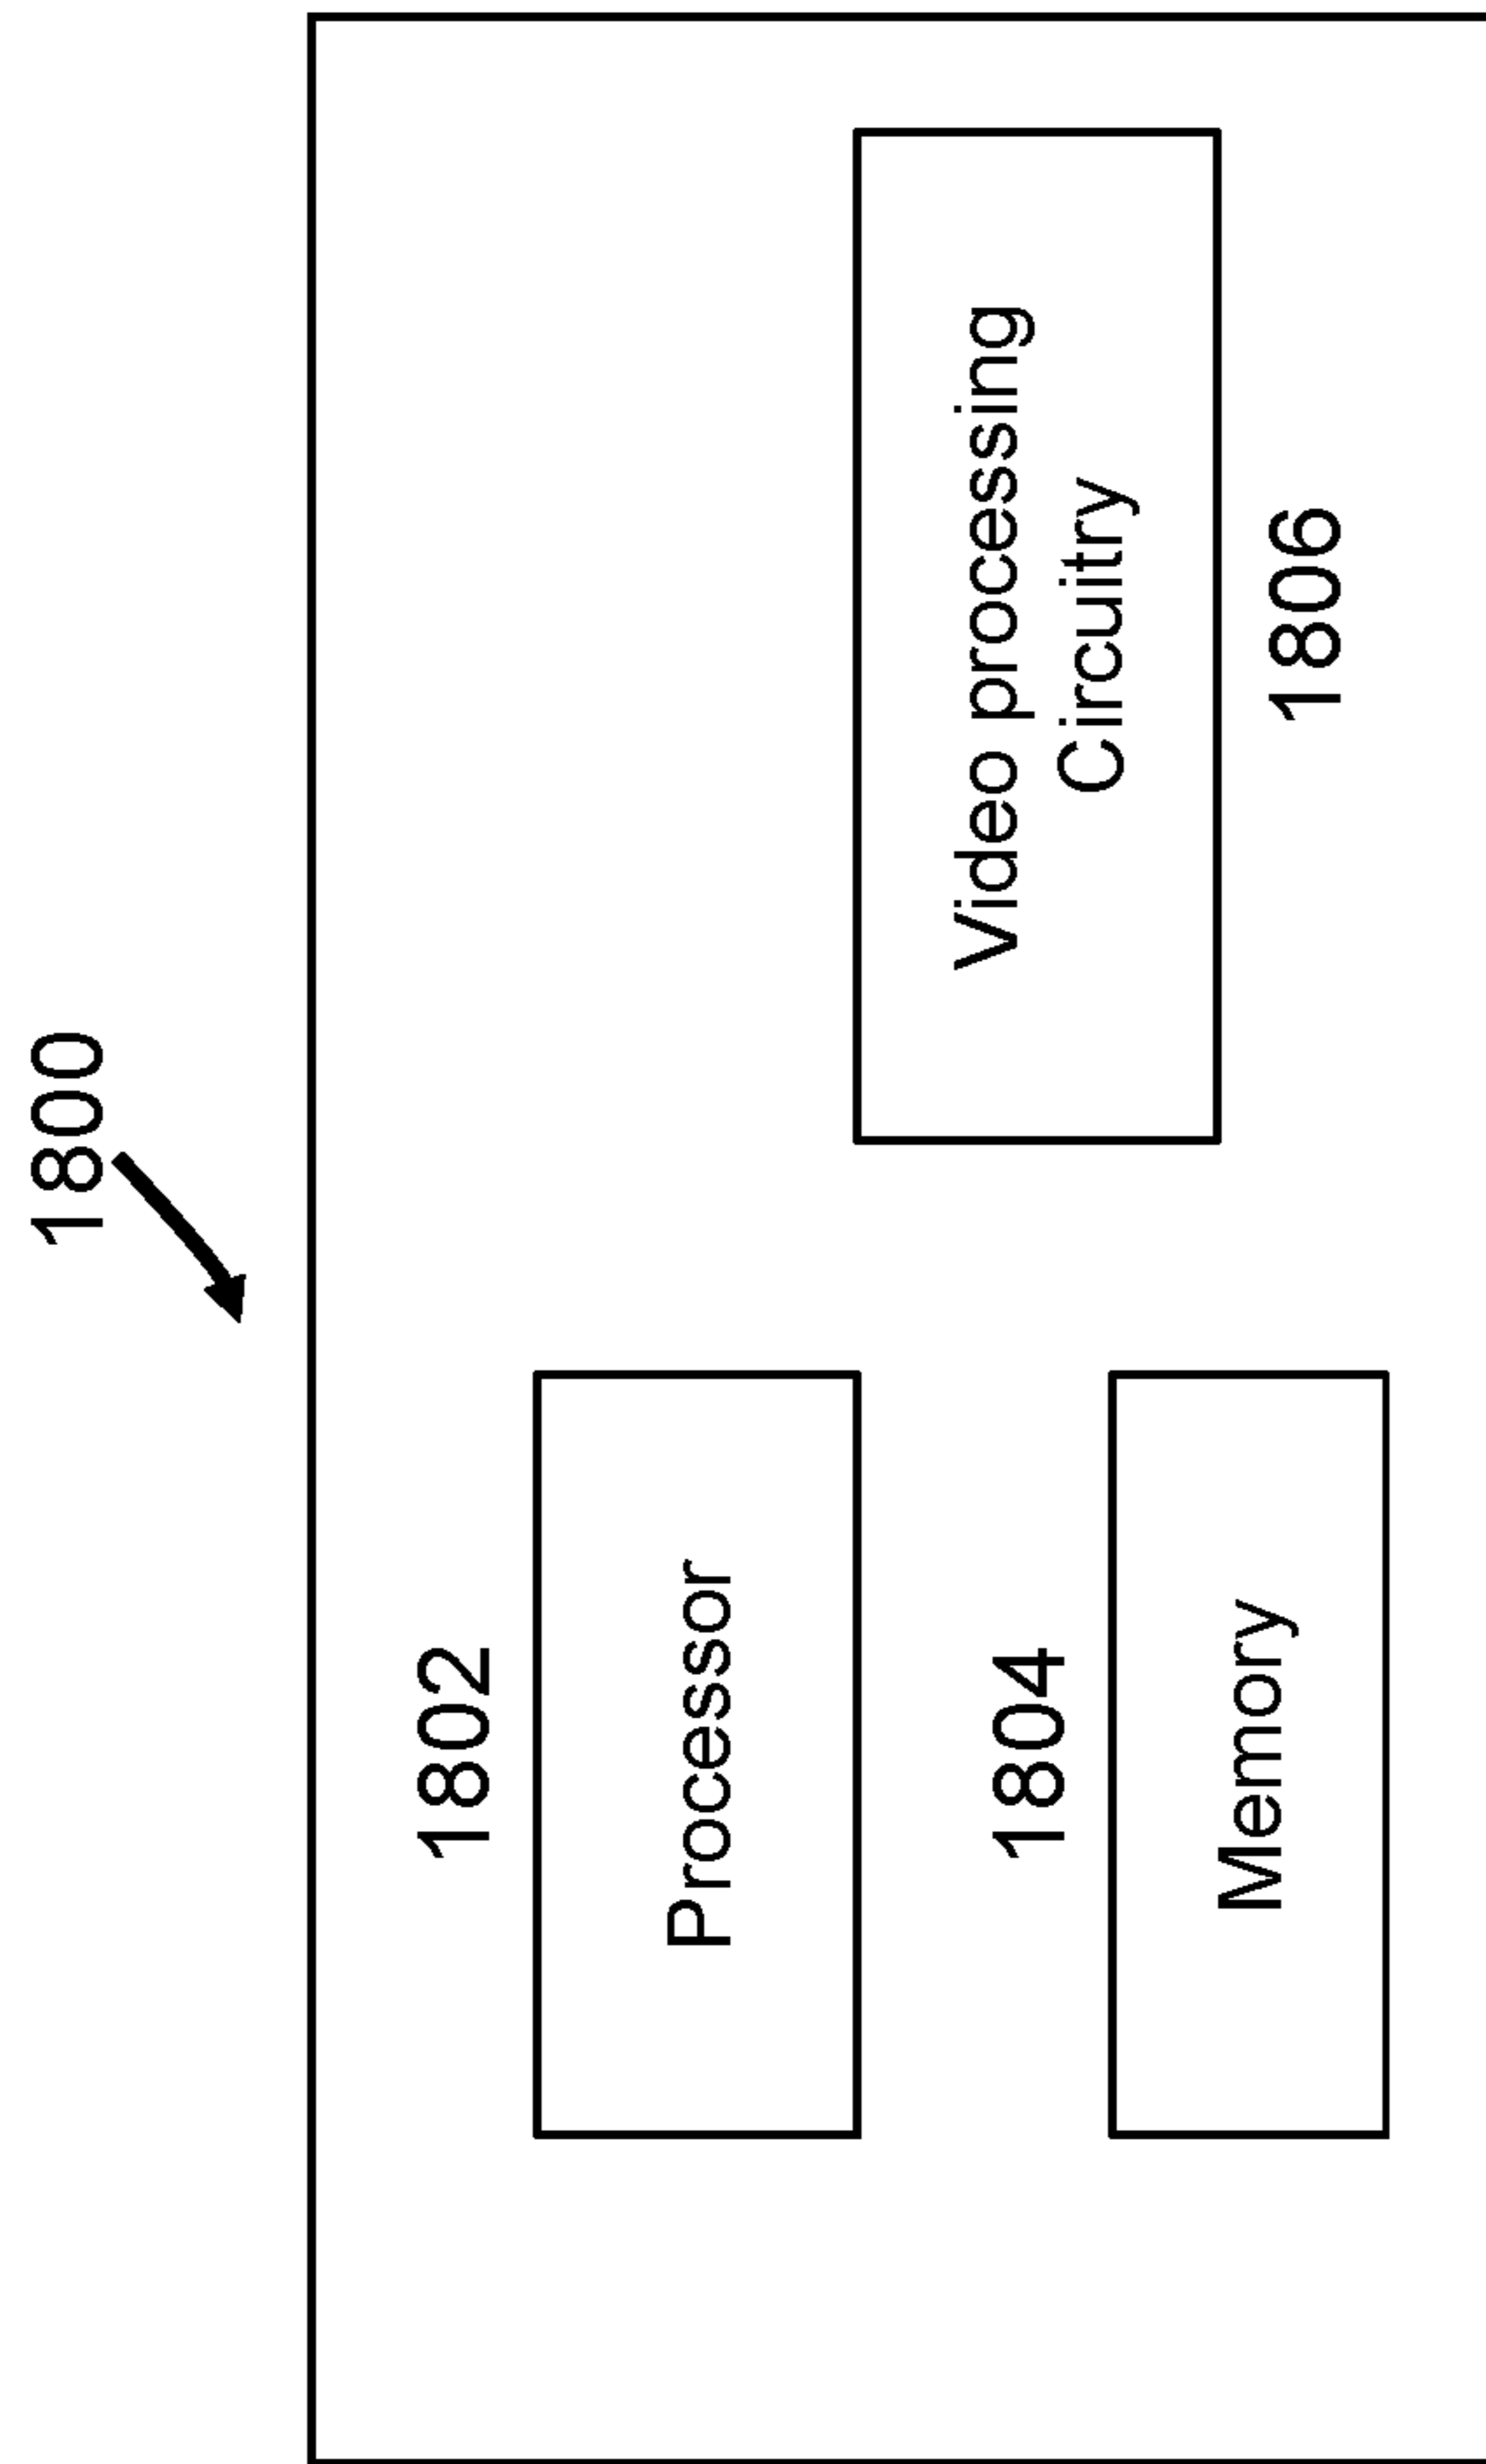 1800
1802
Processor
1804
Memory
Video processing
Circuitry
1806